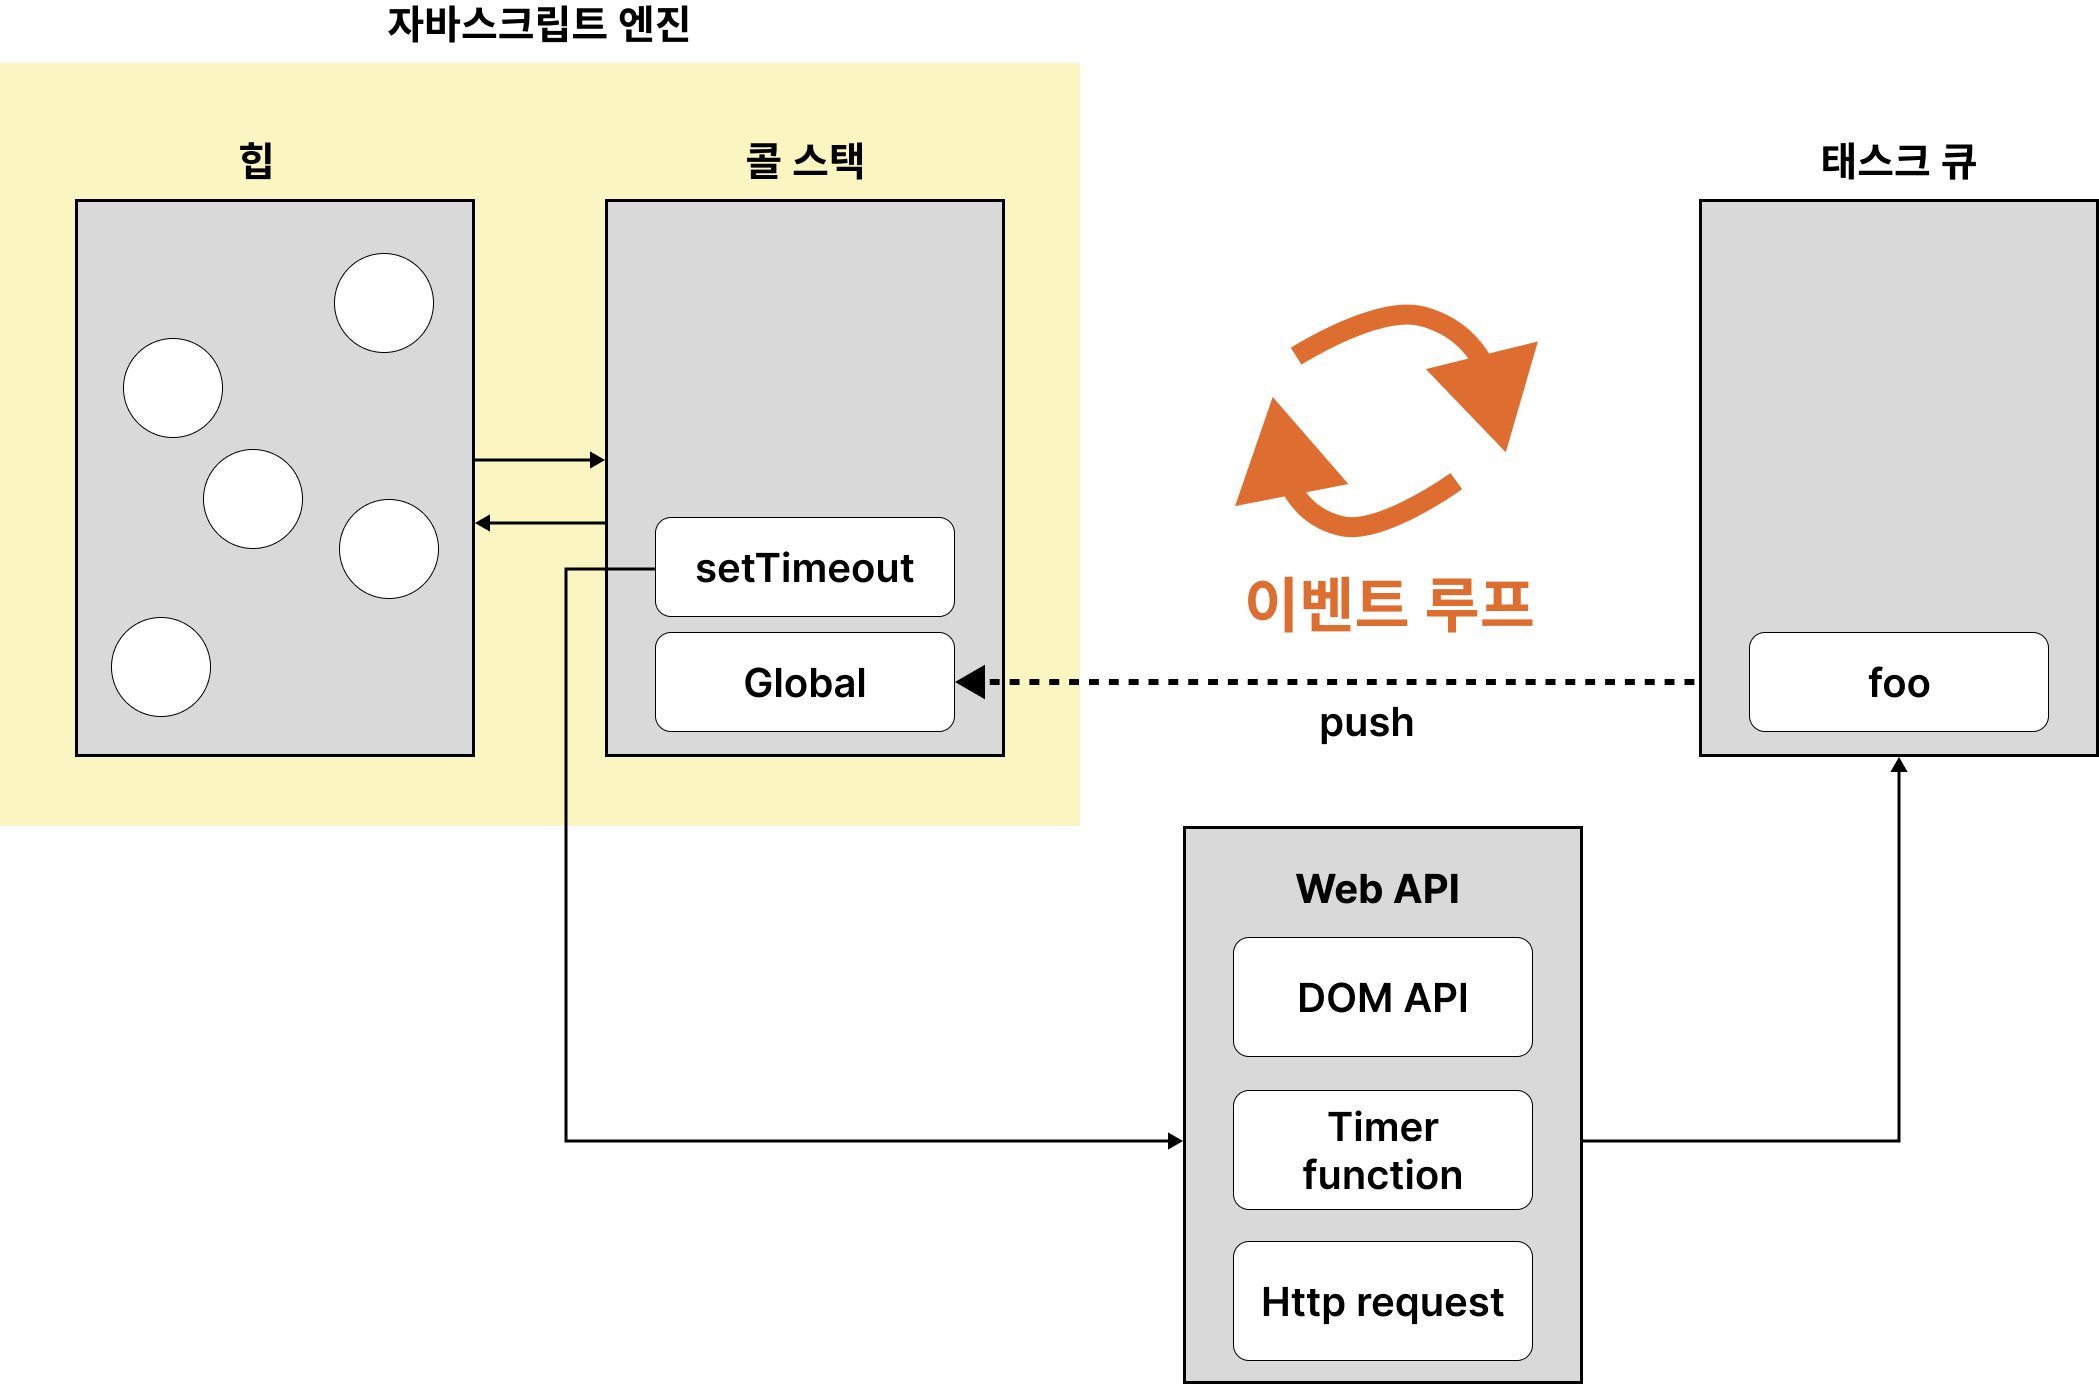 자바스크립트 엔진
힙
콜 스택
태스크 큐
setTimeout
Global
이벤트 루프
push
foo
Web API
DOM API
Timer
function
Http request